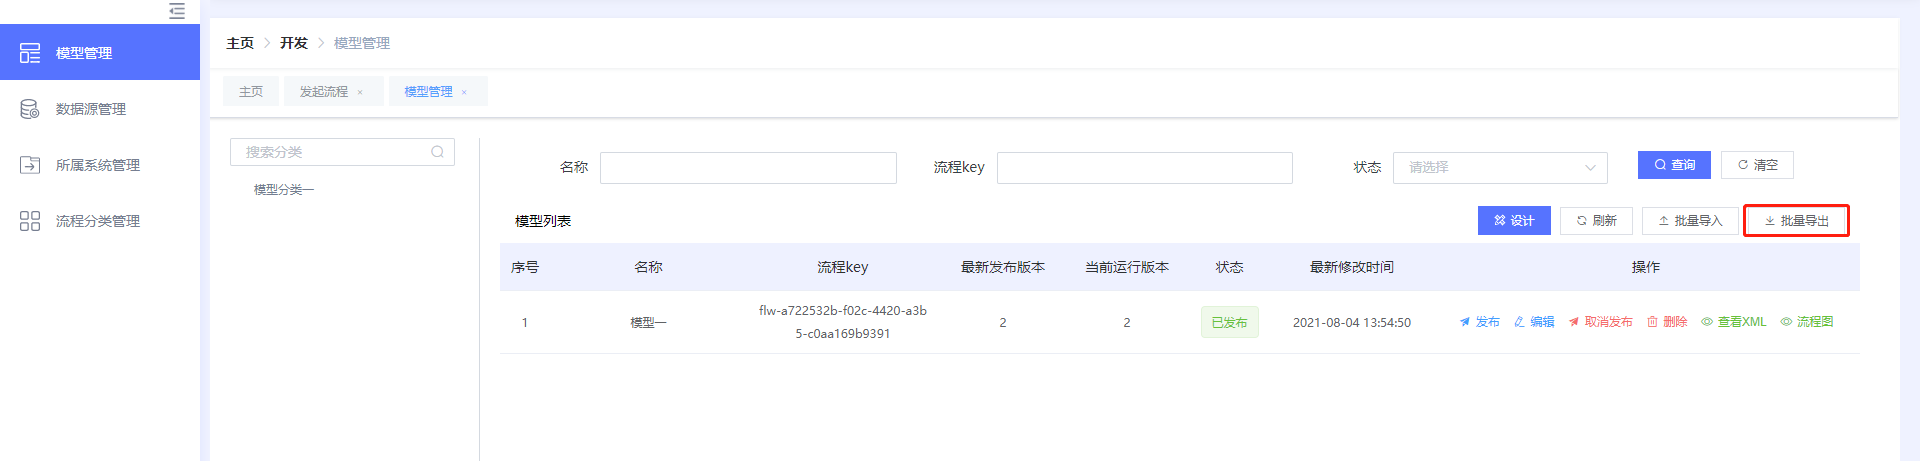 模型管理
数据源管理
所属系统管理
流程分类管理
主页 > 开发 > 模型管理
主页 发起流程 × 模型管理 ×
搜索分类
模型分类一
名称 流程key 状态 请选择 查询 清空
模型列表 设计 刷新 批量导入 批量导出
序号 名称 流程key 最新发布版本 当前运行版本 状态 最新修改时间 操作
1 模型一 flw-a722532b-f02c-4420-a3b 2 2 已发布 2021-08-04 13:54:50 发布 编辑 取消发布 删除 查看XML 流程图
5-c0aa169b9391